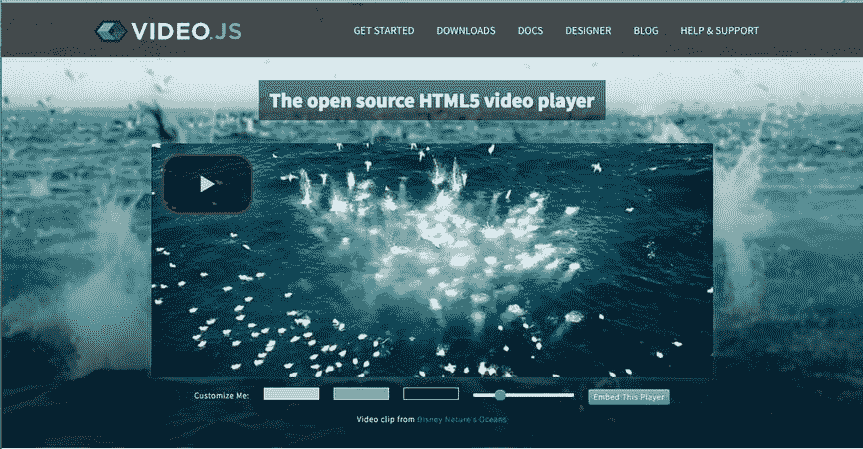 VIDEO.JS
GET STARTED DOWNLOADS DOCS DESIGNER BLOG HELP & SUPPORT
The open source HTML5 video player
Customize Me:
Embed This Player
Video clip from Disney Nature's Oceans